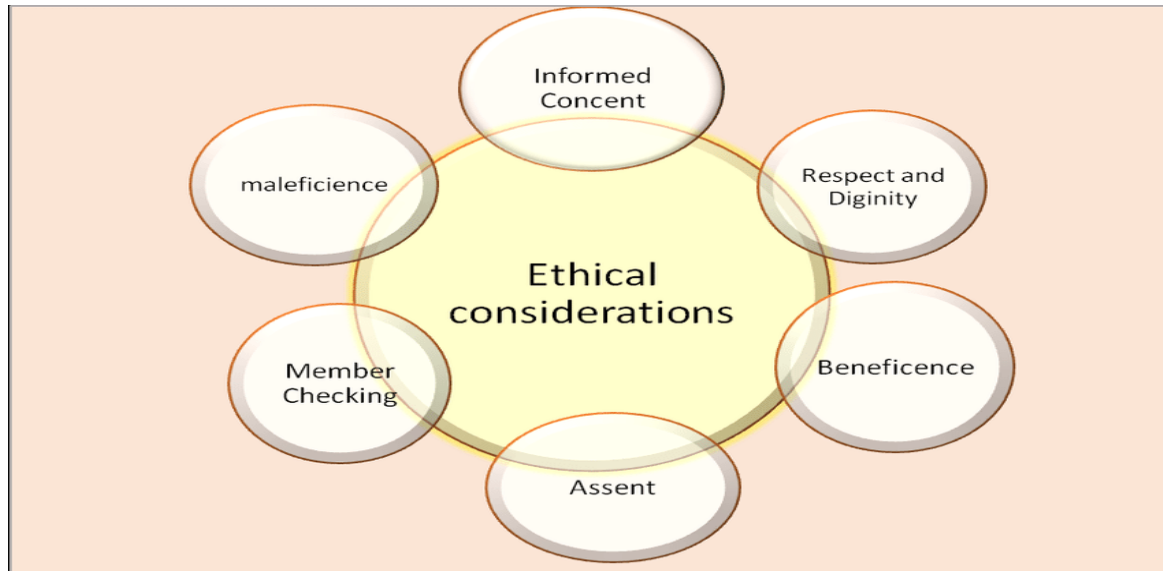 Informed
Concent
maleficience
Respect and
Diginity
Ethical
considerations
Member
Checking
Beneficence
Assent